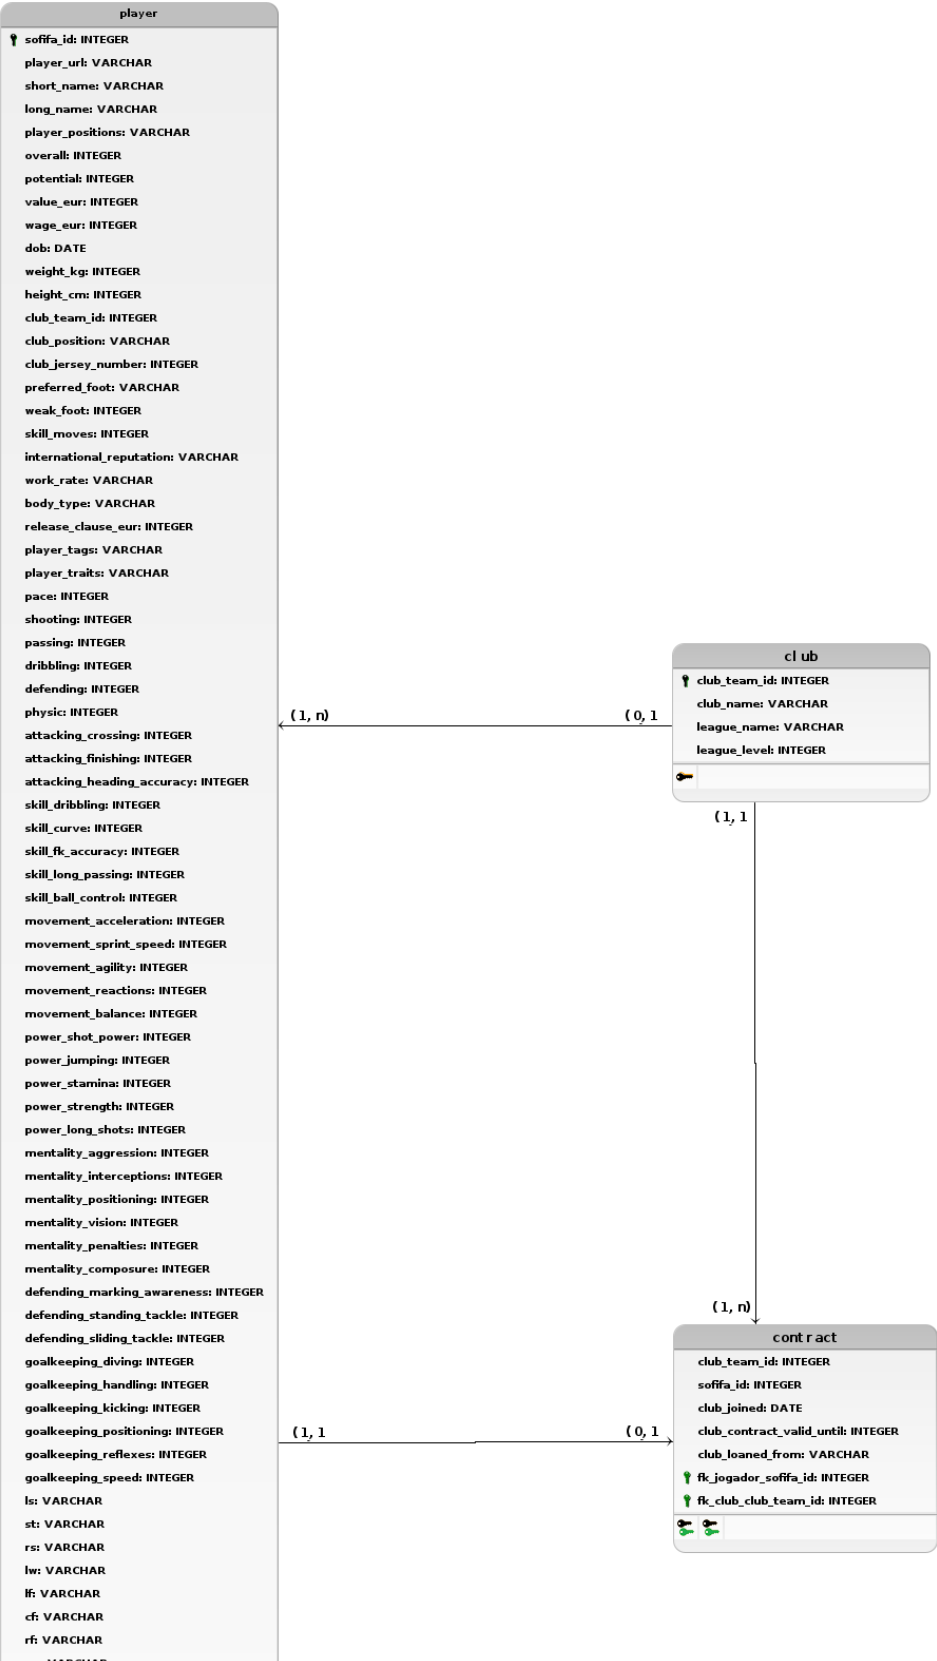 player
sofifa_id: INTEGER
player_url: VARCHAR
short_name: VARCHAR
long_name: VARCHAR
player_positions: VARCHAR
overall: INTEGER
potential: INTEGER
value_eur: INTEGER
wage_eur: INTEGER
dob: DATE
weight_kg: INTEGER
height_cm: INTEGER
club_team_id: INTEGER
club_position: VARCHAR
club_jersey_number: INTEGER
preferred_foot: VARCHAR
weak_foot: INTEGER
skill_moves: INTEGER
international_reputation: VARCHAR
work_rate: VARCHAR
body_type: VARCHAR
release_clause_eur: INTEGER
player_tags: VARCHAR
player_traits: VARCHAR
pace: INTEGER
shooting: INTEGER
passing: INTEGER
dribbling: INTEGER
defending: INTEGER
physic: INTEGER
attacking_crossing: INTEGER
attacking_finishing: INTEGER
attacking_heading_accuracy: INTEGER
skill_dribbling: INTEGER
skill_curve: INTEGER
skill_fk_accuracy: INTEGER
skill_long_passing: INTEGER
skill_ball_control: INTEGER
movement_acceleration: INTEGER
movement_sprint_speed: INTEGER
movement_agility: INTEGER
movement_reactions: INTEGER
movement_balance: INTEGER
power_shot_power: INTEGER
power_jumping: INTEGER
power_stamina: INTEGER
power_strength: INTEGER
power_long_shots: INTEGER
mentality_aggression: INTEGER
mentality_interceptions: INTEGER
mentality_positioning: INTEGER
mentality_vision: INTEGER
mentality_penalties: INTEGER
mentality_composure: INTEGER
defending_marking_awareness: INTEGER
defending_standing_tackle: INTEGER
defending_sliding_tackle: INTEGER
goalkeeping_diving: INTEGER
goalkeeping_handling: INTEGER
goalkeeping_kicking: INTEGER
goalkeeping_positioning: INTEGER
goalkeeping_reflexes: INTEGER
goalkeeping_speed: INTEGER
ls: VARCHAR
st: VARCHAR
rs: VARCHAR
lw: VARCHAR
lf: VARCHAR
cf: VARCHAR
rf: VARCHAR
(1, n)
(0, 1
club
club_team_id: INTEGER
club_name: VARCHAR
league_name: VARCHAR
league_level: INTEGER
(1, 1
(1, n)
contract
club_team_id: INTEGER
sofifa_id: INTEGER
club_joined: DATE
club_contract_valid_until: INTEGER
club_loaned_from: VARCHAR
fk_jogador_sofifa_id: INTEGER
fk_club_club_team_id: INTEGER
(1, 1
(0, 1